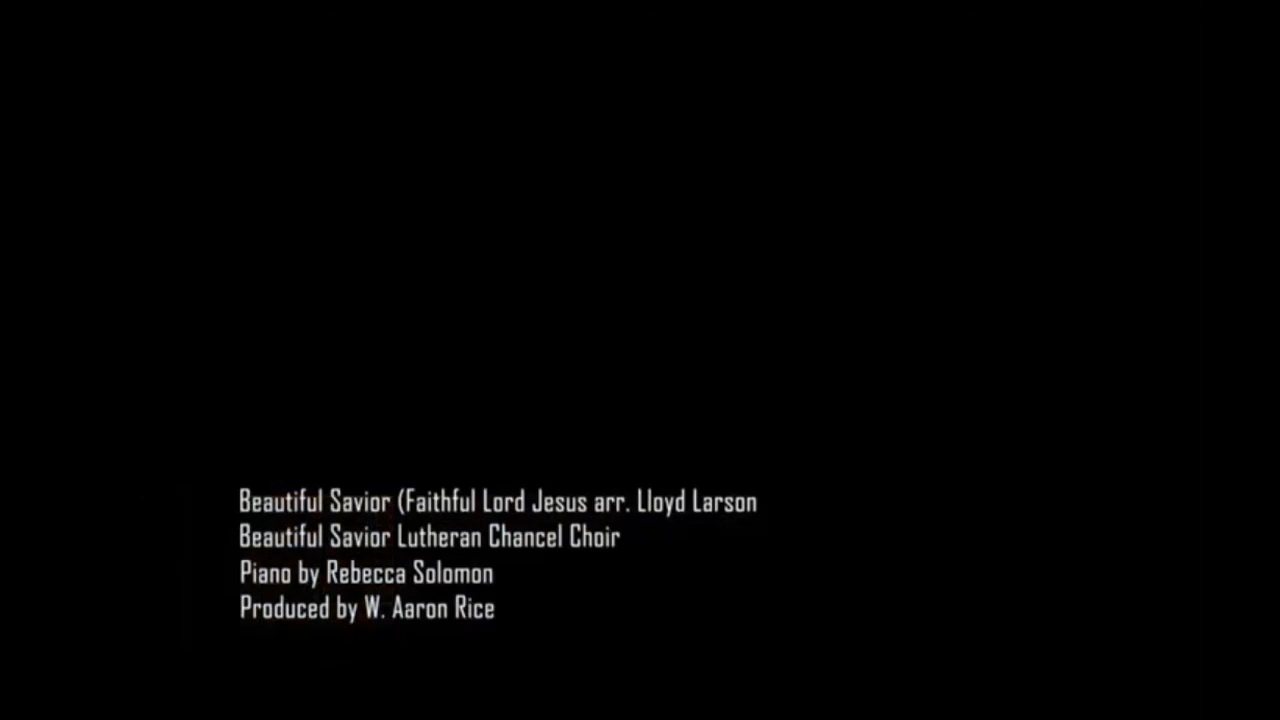 Beautiful Savior (Faithful Lord Jesus arr. Lloyd Larson
Beautiful Savior Lutheran Chancel Choir
Piano by Rebecca Solomon
Produced by W. Aaron Rice